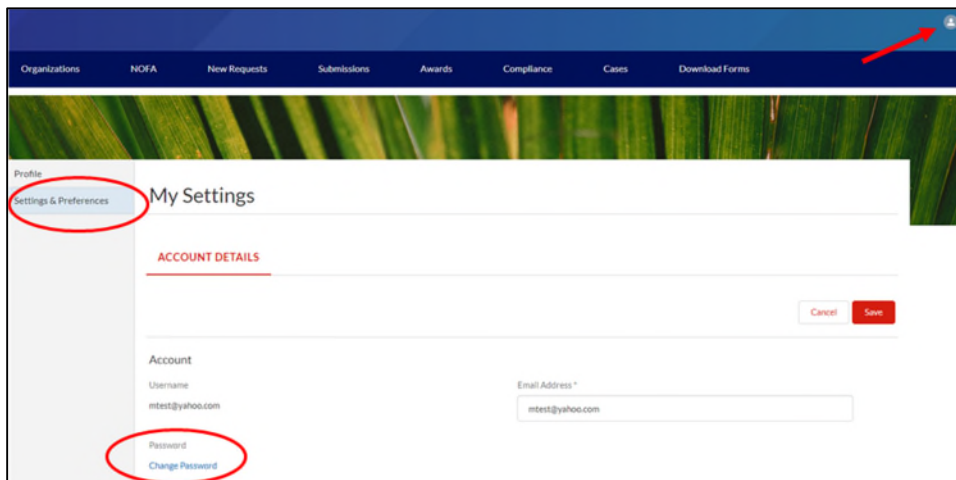 Organizations NOFA New Requests Submissions Awards Compliance Cases Download Forms
Profile
Settings & Preferences
My Settings
ACCOUNT DETAILS
Cancel Save
Account
Username Email Address *
mtest@yahoo.com mtest@yahoo.com
Password
Change Password